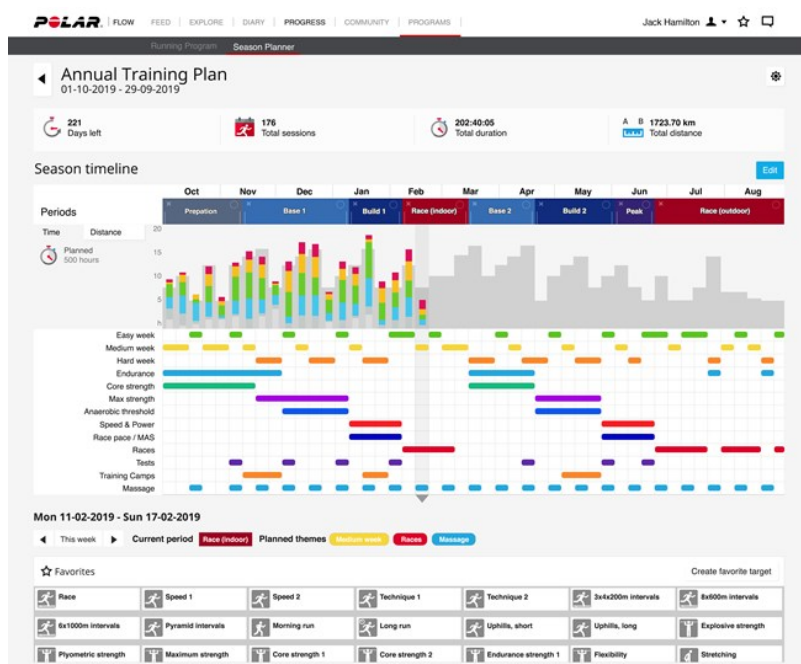 POLAR. FLOW FEED EXPLORE DIARY PROGRESS COMMUNITY PROGRAMS Jack Hamilton
Running Program Season Planner
Annual Training Plan
01-10-2019 - 29-09-2019
221 176 202:40:05 A B 1723.70 km
Days left Total sessions Total duration Total distance
Season timeline Edit
Oct Nov Dec Jan Feb Mar Apr May Jun Jul Aug
Periods Prepation Base 1 Build 1 Race (indoor) Base 2 Build 2 Peak Race (outdoor)
Time Distance 20
Planned
500 hours
15
10
5
h
Easy week
Medium week
Hard week
Endurance
Core strength
Max strength
Anaerobic threshold
Speed & Power
Race pace / MAS
Races
Tests
Training Camps
Massage
Mon 11-02-2019 - Sun 17-02-2019
This week Current period Race (indoor) Planned themes Medium week Races Massage
Favorites Create favorite target
Race Speed 1 Speed 2 Technique 1 Technique 2 3x4x200m intervals 8x600m intervals
6x1000m intervals Pyramid intervals Morning run Long run Uphills, short Uphills, long Explosive strength
Plyometric strength Maximum strength Core strength 1 Core strength 2 Endurance strength 1 Flexibility Stretching